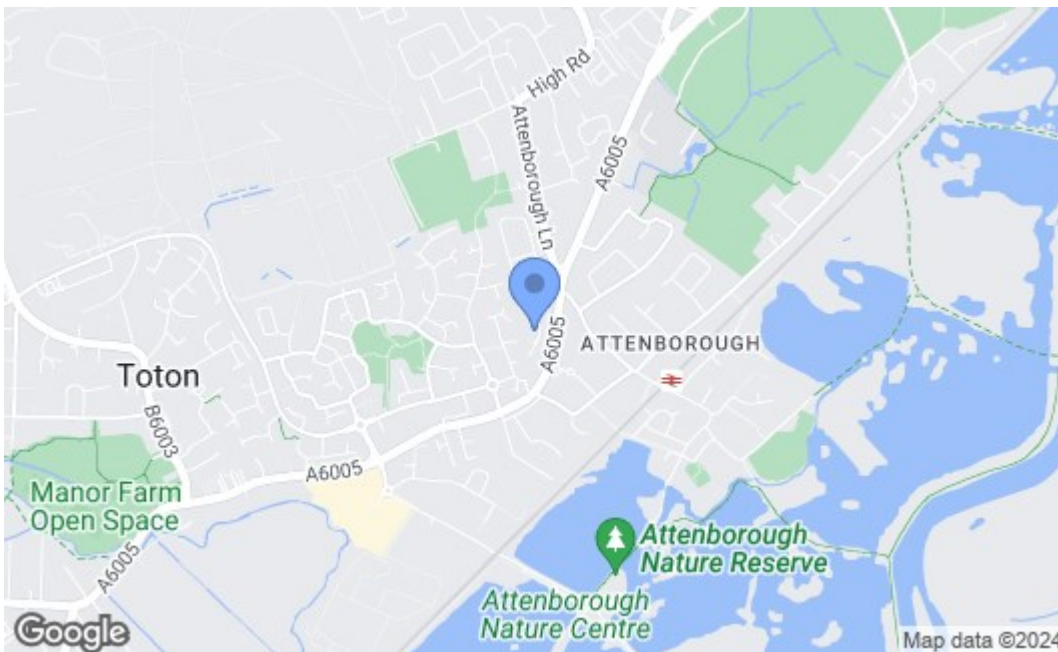 High Rd
Attenborough Ln
A6005
A6005
ATTENBOROUGH
Toton
B6003
A6005
Manor Farm
Open Space
A6005
Attenborough
Nature Reserve
Attenborough
Nature Centre
Google
Map data ©2024